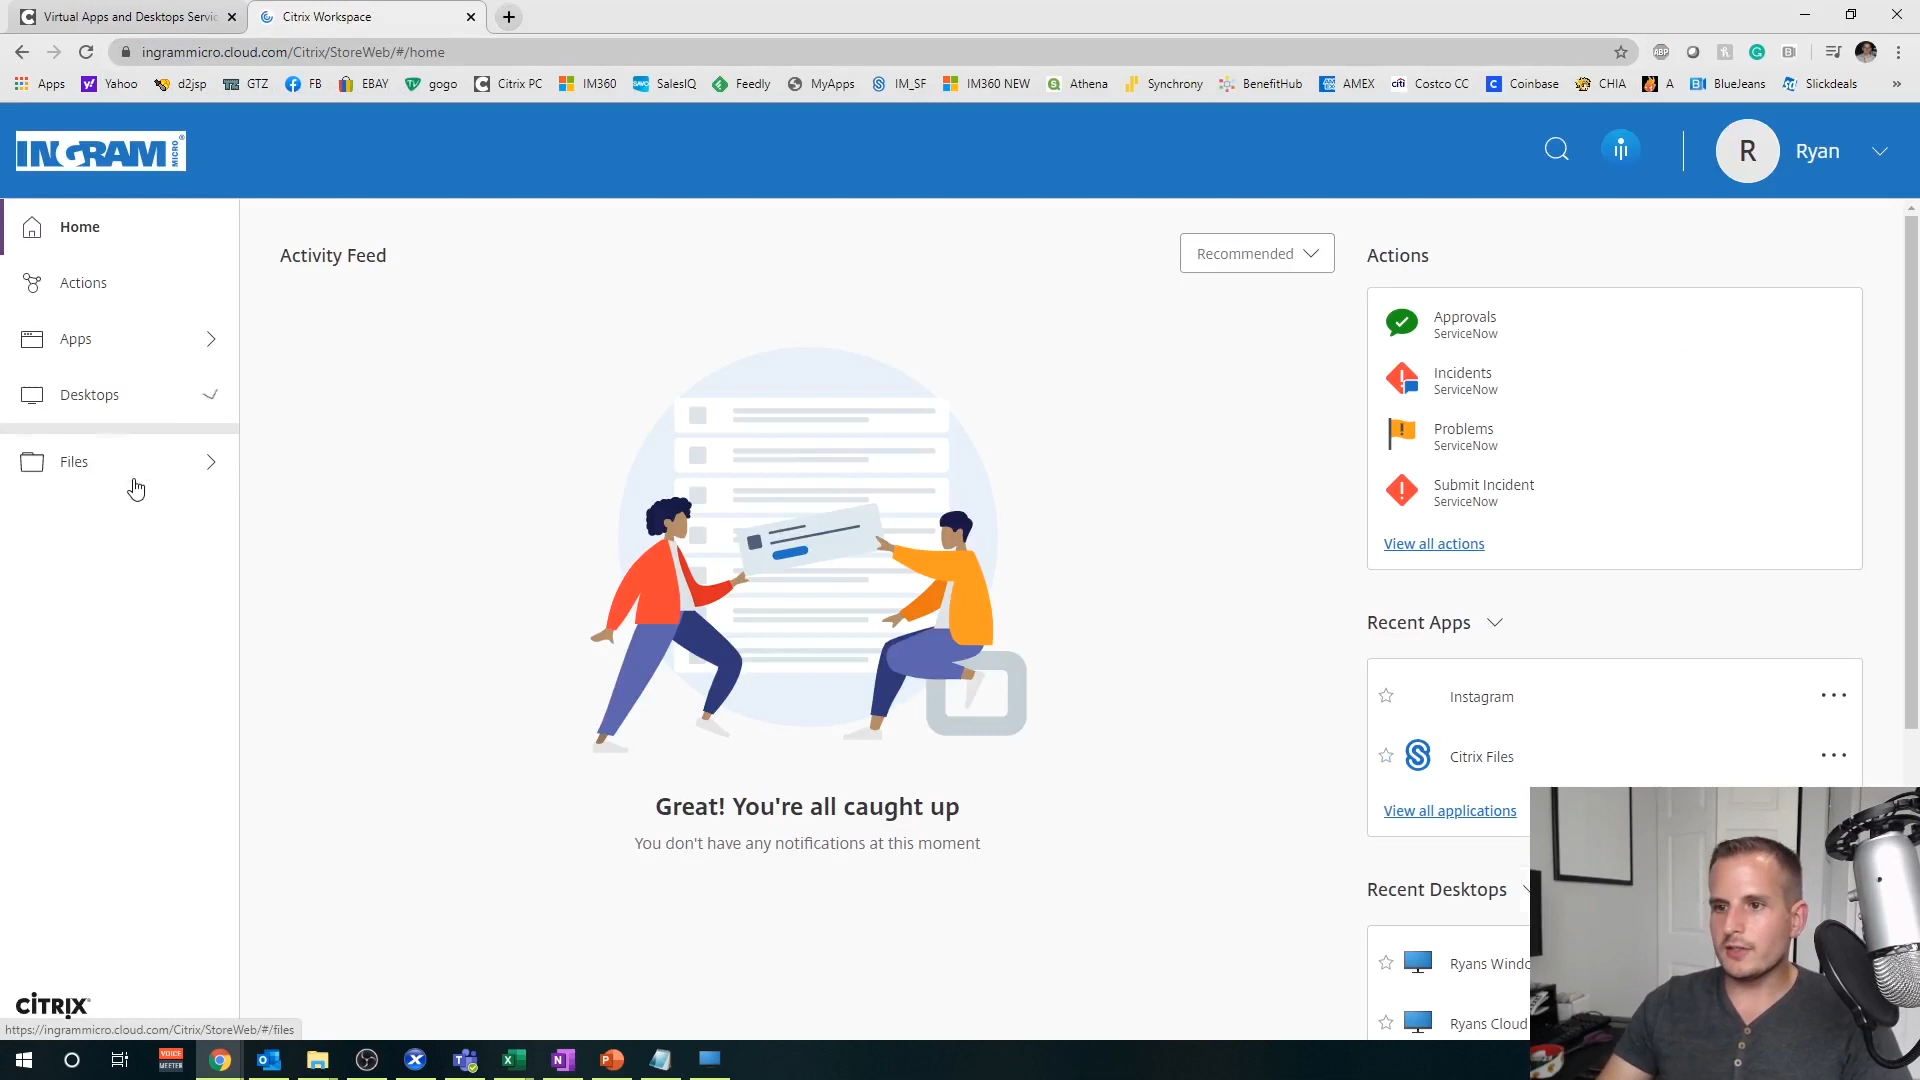 Virtual Apps and Desktops Servic
Citrix Workspace
ingrammicro.cloud.com/Citrix/StoreWeb/#/home
Apps Yahoo d2jsp GTZ FB EBAY gogo Citrix PC IM360 SalesIQ Feedly MyApps IM_SF IM360 NEW Athena Synchrony BenefitHub AMEX Costco CC Coinbase CHIA A BlueJeans Slickdeals
INGRAM MICRO
R
Ryan
Home
Actions
Apps
Desktops
Files
Activity Feed
Recommended
Great! You're all caught up
You don't have any notifications at this moment
Actions
Approvals
ServiceNow
Incidents
ServiceNow
Problems
ServiceNow
Submit Incident
ServiceNow
View all actions
Recent Apps
Instagram
Citrix Files
View all applications
Recent Desktops
Ryans Windo
Ryans Cloud
CITRIX
https://ingrammicro.cloud.com/Citrix/StoreWeb/#/files
VOICE
MEETER